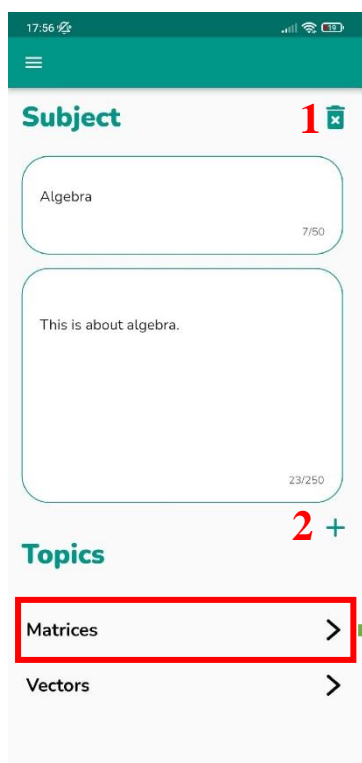 17:56 19
Subject 1
Algebra
7/50
This is about algebra.
23/250
2 +
Topics
Matrices
Vectors